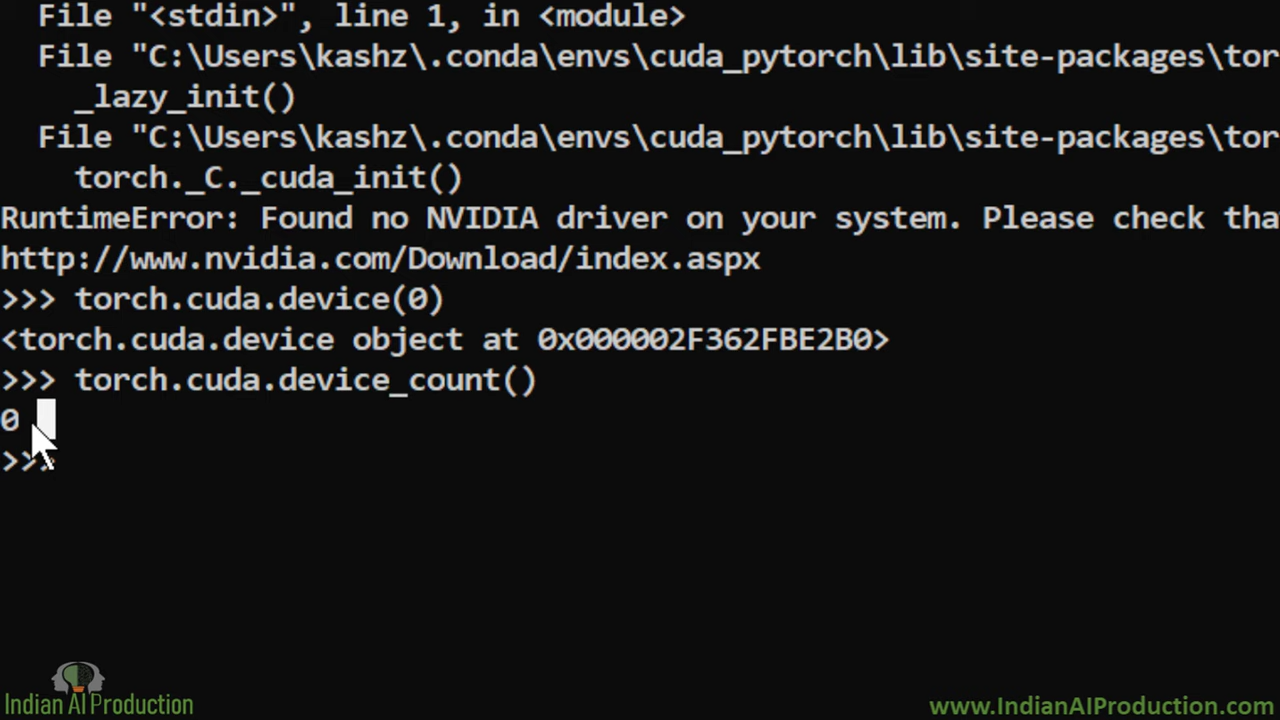 File "<stdin>", line 1, in <module>
File "C:\Users\kashz\.conda\envs\cuda_pytorch\lib\site-packages\tor
_lazy_init()
File "C:\Users\kashz\.conda\envs\cuda_pytorch\lib\site-packages\tor
torch._C._cuda_init()
RuntimeError: Found no NVIDIA driver on your system. Please check tha
http://www.nvidia.com/Download/index.aspx
>>> torch.cuda.device(0)
<torch.cuda.device object at 0x000002F362FBE2B0>
>>> torch.cuda.device_count()
0
>>>
Indian AI Production
www.IndianAIProduction.com